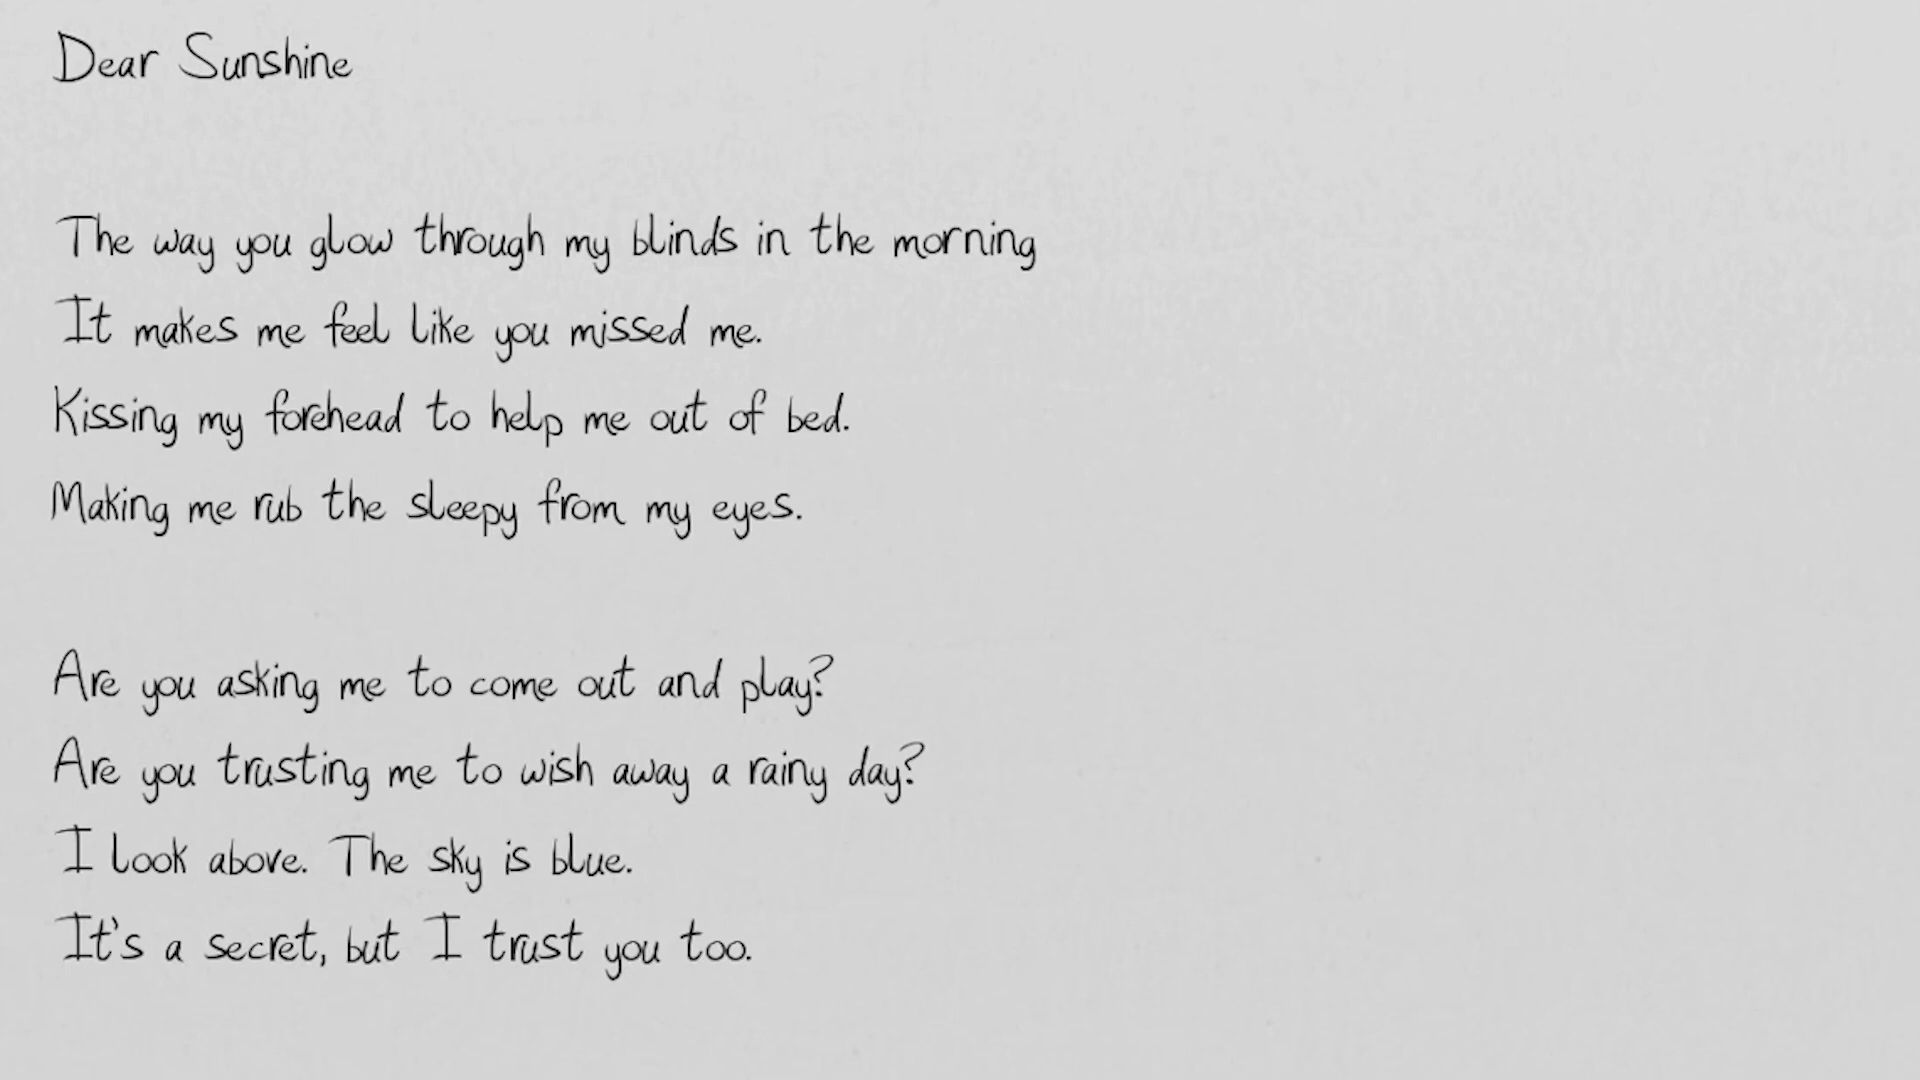 Dear Sunshine
The way you glow through my blinds in the morning
It makes me feel like you missed me.
Kissing my forehead to help me out of bed.
Making me rub the sleepy from my eyes.
Are you asking me to come out and play?
Are you trusting me to wish away a rainy day?
I look above. The sky is blue.
It's a secret, but I trust you too.